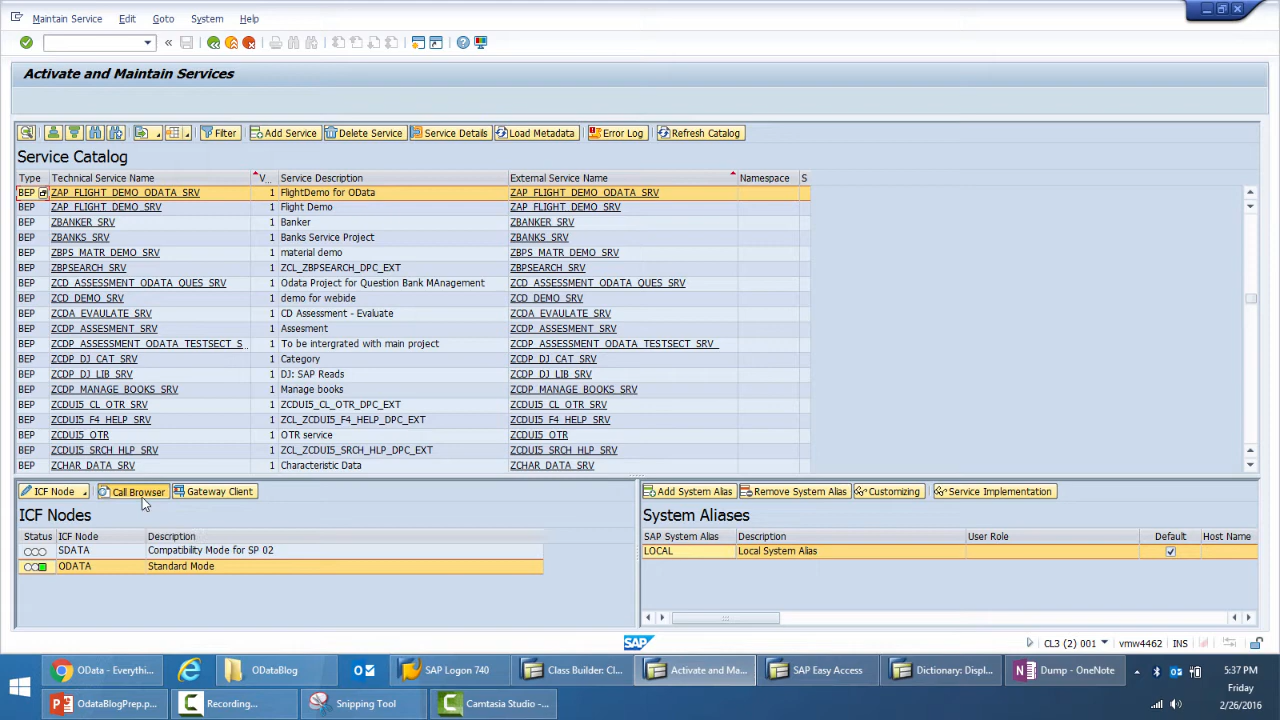 Maintain Service Edit Goto System Help
Activate and Maintain Services
Filter Add Service Delete Service Service Details Load Metadata Error Log Refresh Catalog
Service Catalog
Type Technical Service Name V... Service Description External Service Name Namespace S
BEP ZAP_FLIGHT_DEMO_ODATA_SRV 1 FlightDemo for OData ZAP_FLIGHT_DEMO_ODATA_SRV
BEP ZAP_FLIGHT_DEMO_SRV 1 Flight Demo ZAP_FLIGHT_DEMO_SRV
BEP ZBANKER_SRV 1 Banker ZBANKER_SRV
BEP ZBANKS_SRV 1 Banks Service Project ZBANKS_SRV
BEP ZBPS_MATR_DEMO_SRV 1 material demo ZBPS_MATR_DEMO_SRV
BEP ZBPSEARCH_SRV 1 ZCL_ZBPSEARCH_DPC_EXT ZBPSEARCH_SRV
BEP ZCD_ASSESSMENT_ODATA_QUES_SRV 1 Odata Project for Question Bank MAnagement ZCD_ASSESSMENT_ODATA_QUES_SRV
BEP ZCD_DEMO_SRV 1 demo for webide ZCD_DEMO_SRV
BEP ZCDA_EVAULATE_SRV 1 CD Assessment - Evaluate ZCDA_EVAULATE_SRV
BEP ZCDP_ASSESMENT_SRV 1 Assesment ZCDP_ASSESMENT_SRV
BEP ZCDP_ASSESMENT_ODATA_TESTSECT_S... 1 To be intergrated with main project ZCDP_ASSESMENT_ODATA_TESTSECT_SRV
BEP ZCDP_DJ_CAT_SRV 1 Category ZCDP_DJ_CAT_SRV
BEP ZCDP_DJ_LIB_SRV 1 DJ: SAP Reads ZCDP_DJ_LIB_SRV
BEP ZCDP_MANAGE_BOOKS_SRV 1 Manage books ZCDP_MANAGE_BOOKS_SRV
BEP ZCDUI5_CL_OTR_SRV 1 ZCDUI5_CL_OTR_DPC_EXT ZCDUI5_CL_OTR_SRV
BEP ZCDUI5_F4_HELP_SRV 1 ZCL_ZCDUI5_F4_HELP_DPC_EXT ZCDUI5_F4_HELP_SRV
BEP ZCDUI5_OTR 1 OTR service ZCDUI5_OTR
BEP ZCDUI5_SRCH_HLP_SRV 1 ZCL_ZCDUI5_SRCH_HLP_DPC_EXT ZCDUI5_SRCH_HLP_SRV
BEP ZCHAR_DATA_SRV 1 Characteristic Data ZCHAR_DATA_SRV
ICF Node Call Browser Gateway Client Add System Alias Remove System Alias Customizing Service Implementation
ICF Nodes System Aliases
Status ICF Node Description SAP System Alias Description User Role Default Host Name
SDATA Compatibility Mode for SP 02 LOCAL Local System Alias
ODATA Standard Mode
SAP CL3 (2) 001 vmw4462 INS
OData - Everythi... ODataBlog SAP Logon 740 Class Builder: Cl... Activate and Ma... SAP Easy Access Dictionary: Displ... Dump - OneNote 5:37 PM
Friday
OdataBlogPrep.p... Recording... Snipping Tool Camtasia Studio -... 2/26/2016